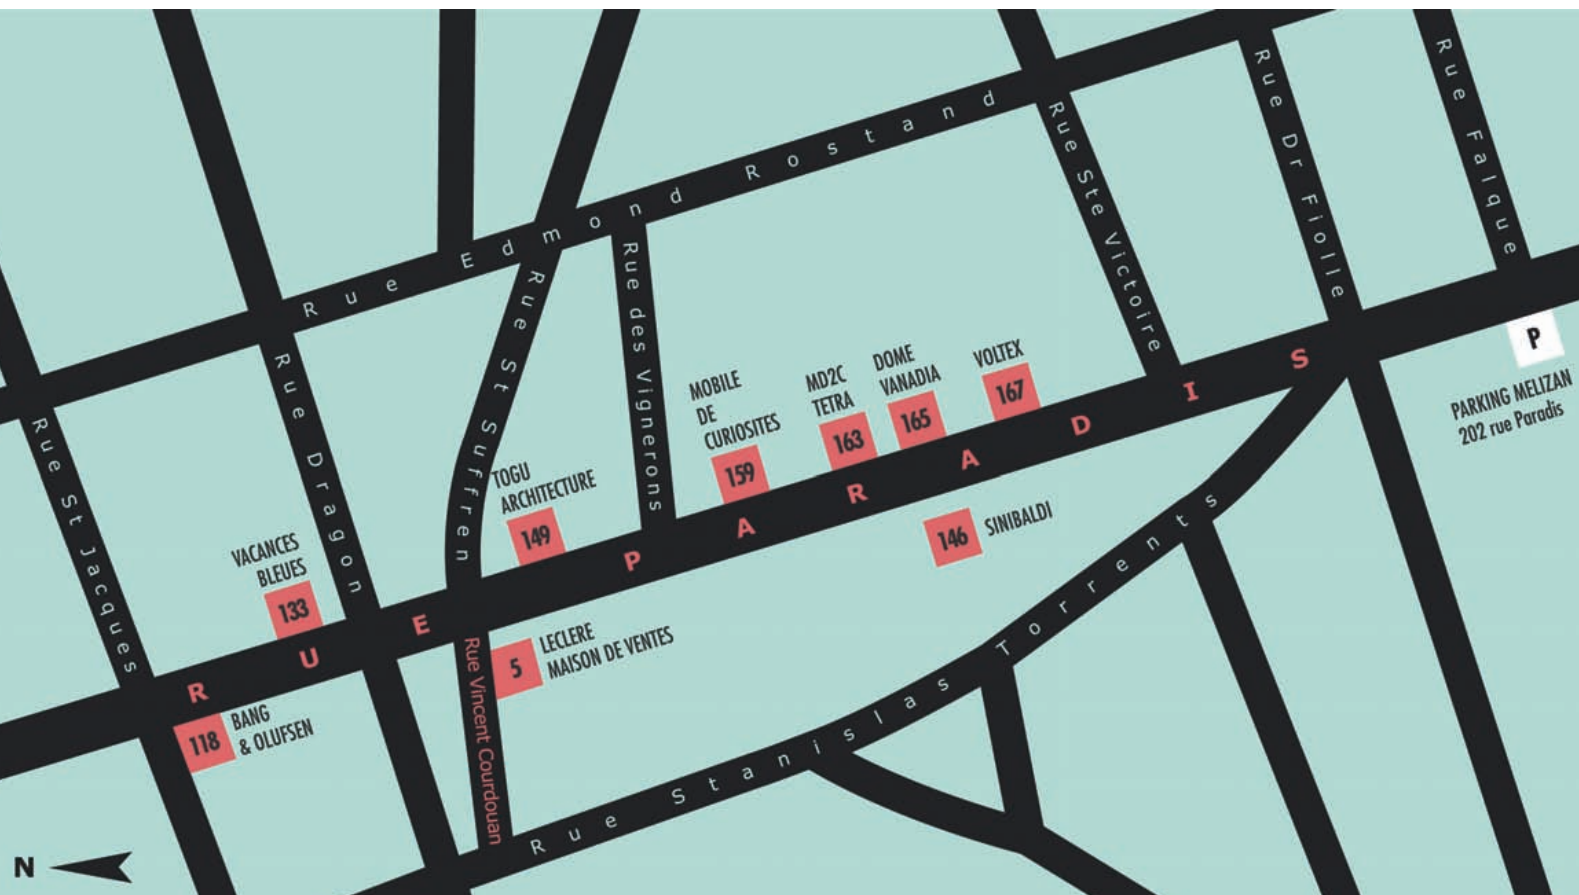 Rue Edmond Rostand
Rue Ste Victoire
Rue Dr Fiolle
Rue Falque
Rue St Jacques
Rue Dragon
Rue St Suffren
Rue des Vignerons
VACANCES
BLEUES
133
TOGU
ARCHITECTURE
149
MOBILE
DE
CURIOSITES
159
MD2C
TETRA
163
DOME
VANADIA
165
VOLTEX
167
P
PARKING MELIZAN
202 rue Paradis
RUE PARADIS
118
BANG
& OLUFSEN
5
LECLERE
MAISON DE VENTES
146
SINIBALDI
Rue Vincent Courdouan
Rue Stanislas Torrents
N